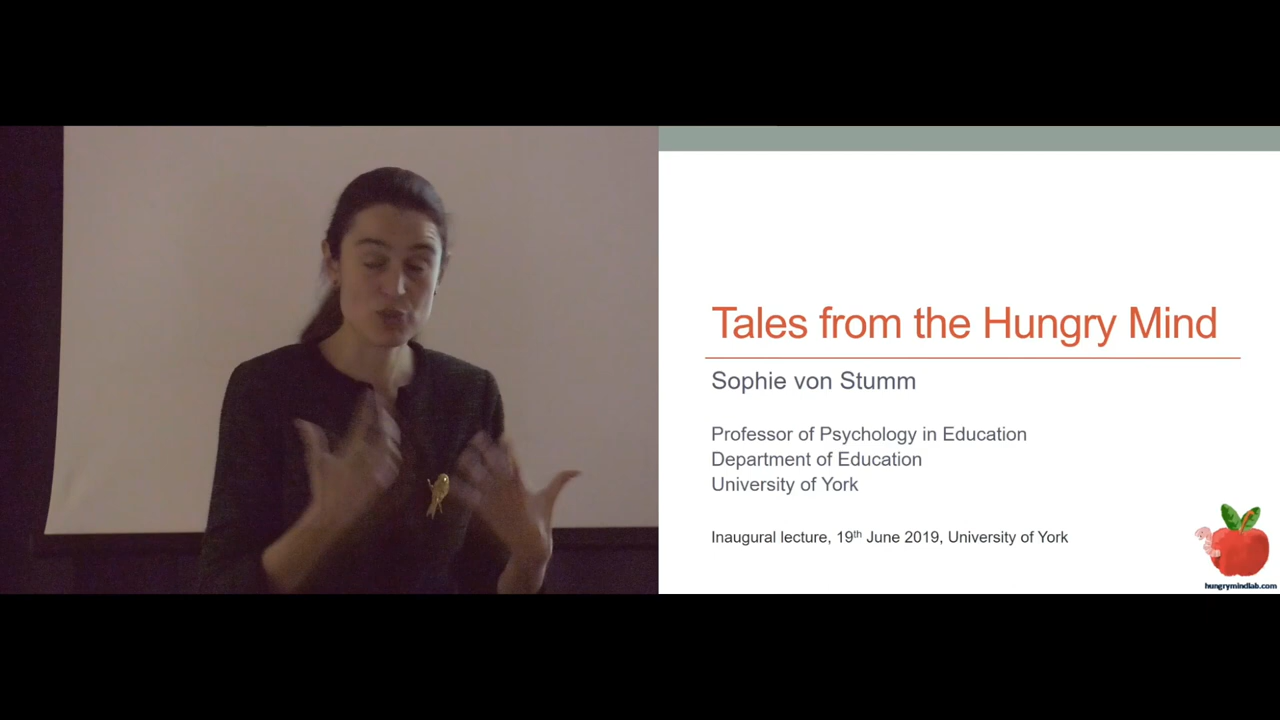 Tales from the Hungry Mind
Sophie von Stumm
Professor of Psychology in Education
Department of Education
University of York
Inaugural lecture, 19th June 2019, University of York
hungrymindlab.com